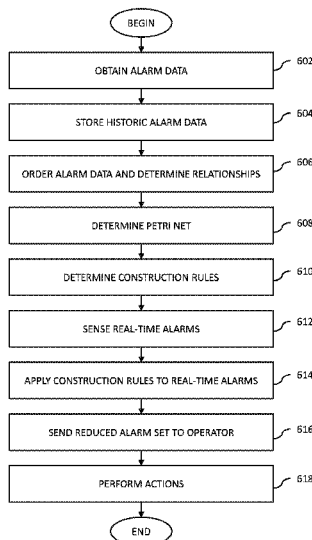 BEGIN
OBTAIN ALARM DATA 602
STORE HISTORIC ALARM DATA 604
ORDER ALARM DATA AND DETERMINE RELATIONSHIPS 606
DETERMINE PETRI NET 608
DETERMINE CONSTRUCTION RULES 610
SENSE REAL-TIME ALARMS 612
APPLY CONSTRUCTION RULES TO REAL-TIME ALARMS 614
SEND REDUCED ALARM SET TO OPERATOR 616
PERFORM ACTIONS 618
END